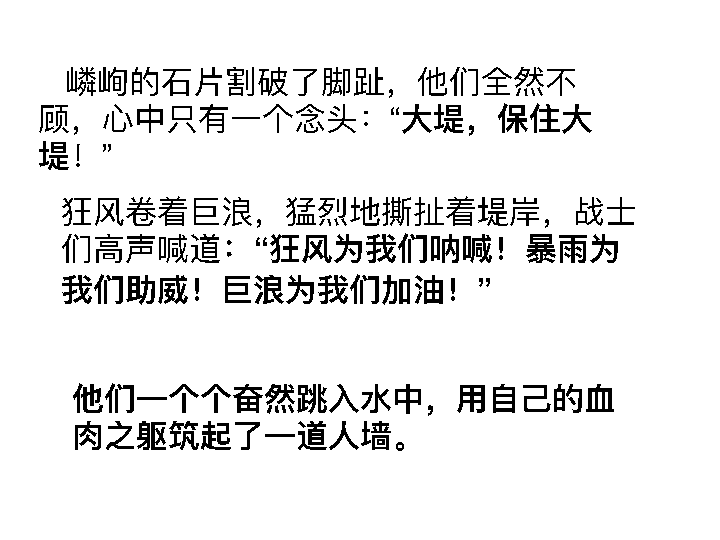 嶙峋的石片割破了脚趾，他们全然不
顾，心中只有一个念头：“大堤，保住大
堤！”
狂风卷着巨浪，猛烈地撕扯着堤岸，战士
们高声喊道：“狂风为我们呐喊！暴雨为
我们助威！巨浪为我们加油！”
他们一个个奋然跳入水中，用自己的血
肉之躯筑起了一道人墙。